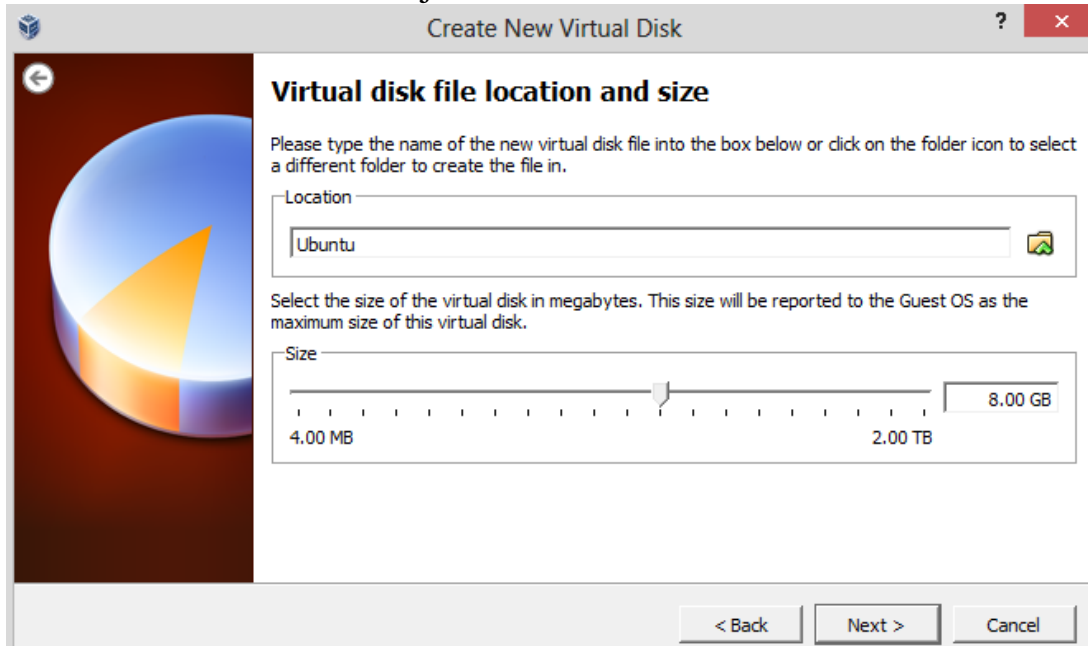 Create New Virtual Disk
?
×
Virtual disk file location and size
Please type the name of the new virtual disk file into the box below or click on the folder icon to select
a different folder to create the file in.
Location
Ubuntu
Select the size of the virtual disk in megabytes. This size will be reported to the Guest OS as the
maximum size of this virtual disk.
Size
8.00 GB
4.00 MB
2.00 TB
< Back
Next >
Cancel